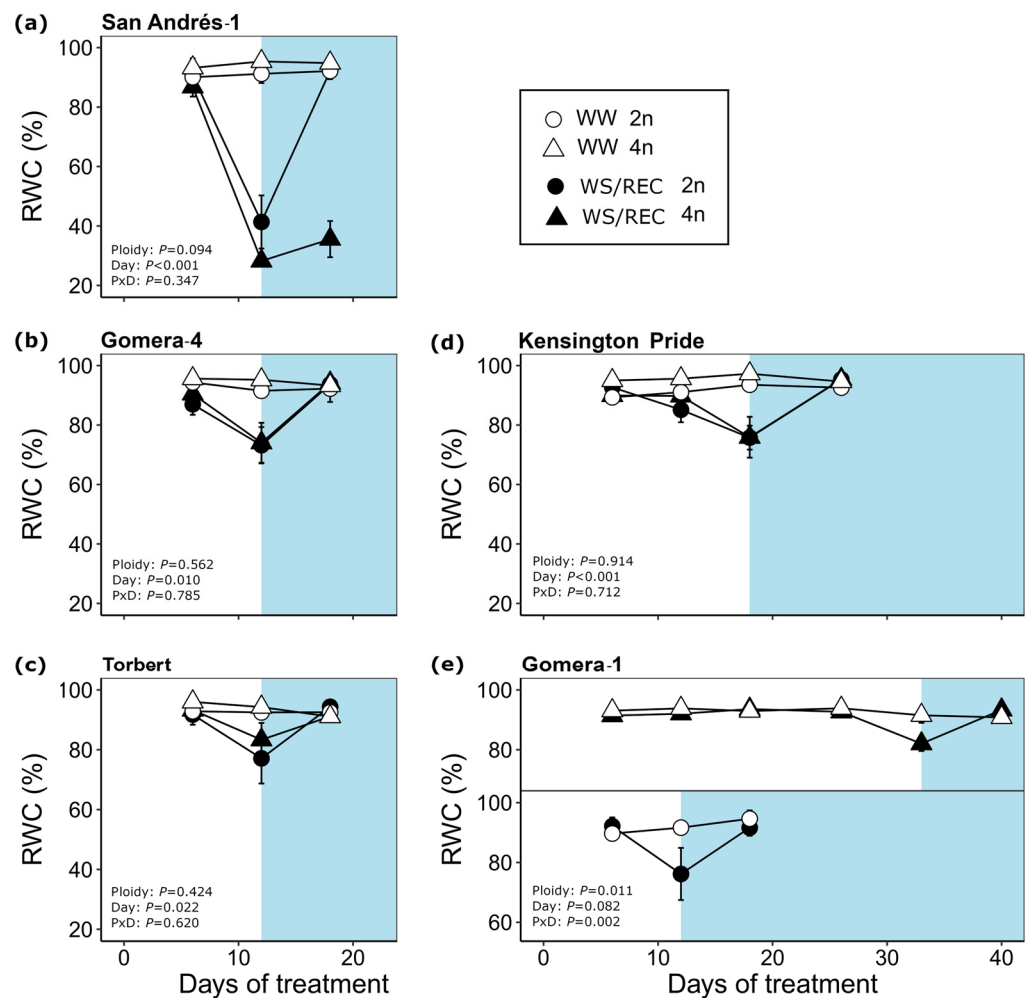 (a) San Andrés-1
100
80
60
40
20
RWC (%)
Ploidy: P=0.094
Day: P<0.001
PxD: P=0.347
0 10 20
WW 2n
WW 4n
WS/REC 2n
WS/REC 4n
(b) Gomera-4
100
80
60
40
20
RWC (%)
Ploidy: P=0.562
Day: P=0.010
PxD: P=0.785
(d) Kensington Pride
100
80
60
40
20
RWC (%)
Ploidy: P=0.914
Day: P<0.001
PxD: P=0.712
(c) Torbert
100
80
60
40
20
RWC (%)
Ploidy: P=0.424
Day: P=0.022
PxD: P=0.620
0 10 20
Days of treatment
(e) Gomera-1
100
80
100
80
60
RWC (%)
Ploidy: P=0.011
Day: P=0.082
PxD: P=0.002
0 10 20 30 40
Days of treatment